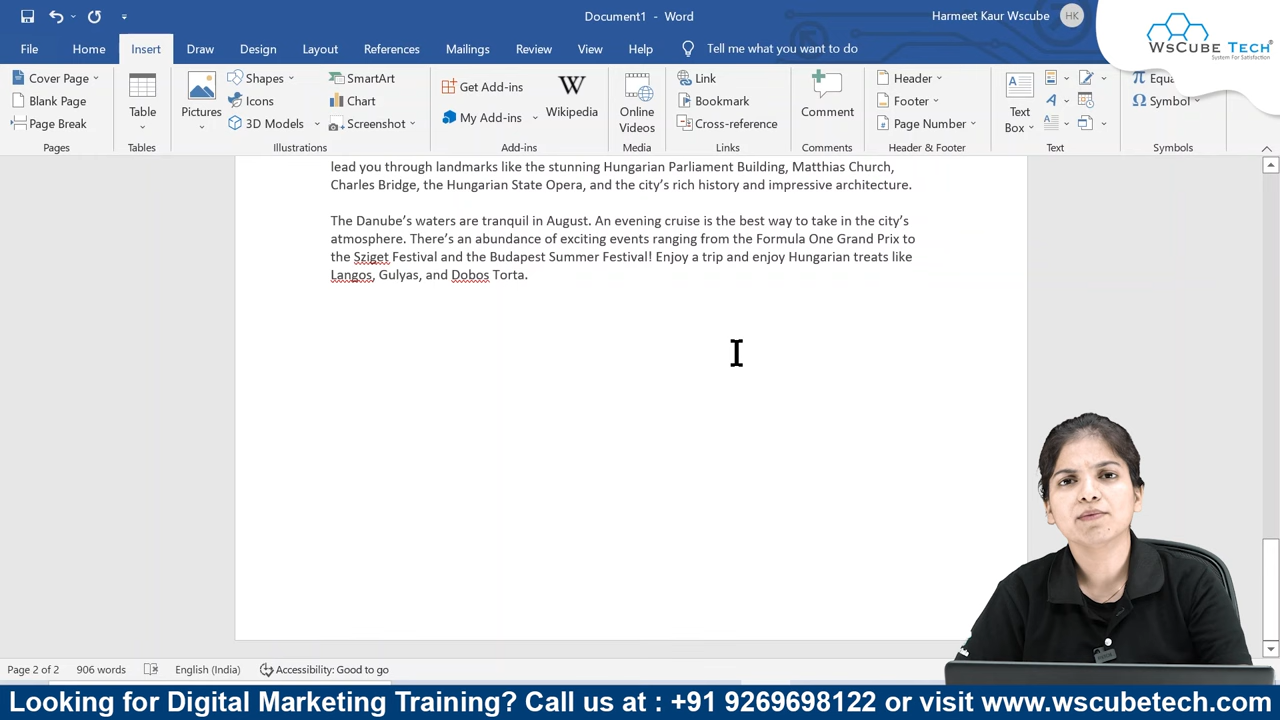 Document1 - Word
Harmeet Kaur Wscube
HK
WsCube Tech
System For Satisfaction
File Home Insert Draw Design Layout References Mailings Review View Help Tell me what you want to do
Cover Page
Blank Page
Page Break
Pages
Table
Tables
Pictures
Shapes
Icons
3D Models
SmartArt
Chart
Screenshot
Illustrations
Get Add-ins
My Add-ins
W
Wikipedia
Add-ins
Online
Videos
Media
Link
Bookmark
Cross-reference
Links
Comment
Comments
Header
Footer
Page Number
Header & Footer
Text
Box
Text
π Equa
Ω Symbol
Symbols
lead you through landmarks like the stunning Hungarian Parliament Building, Matthias Church,
Charles Bridge, the Hungarian State Opera, and the city's rich history and impressive architecture.
The Danube's waters are tranquil in August. An evening cruise is the best way to take in the city's
atmosphere. There's an abundance of exciting events ranging from the Formula One Grand Prix to
the Sziget Festival and the Budapest Summer Festival! Enjoy a trip and enjoy Hungarian treats like
Langos, Gulyas, and Dobos Torta.
Page 2 of 2 906 words English (India) Accessibility: Good to go
Looking for Digital Marketing Training? Call us at : +91 9269698122 or visit www.wscubetech.com